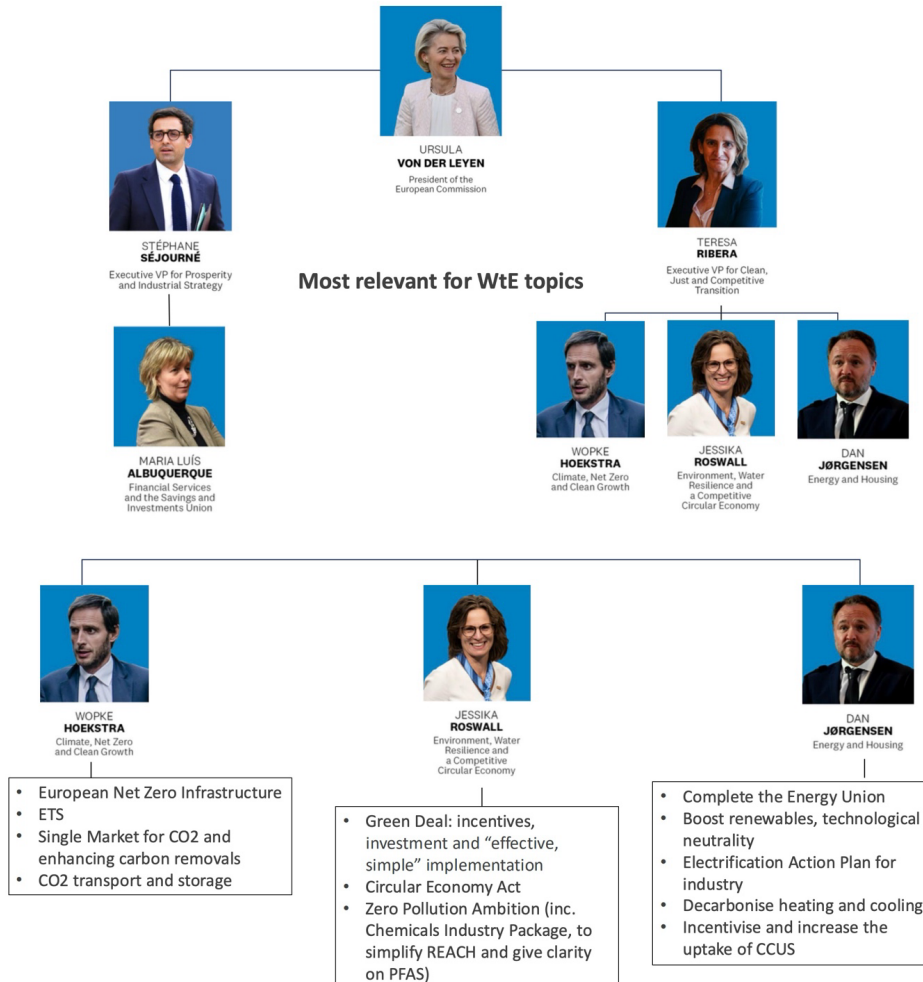 URSULA
VON DER LEYEN
President of the
European Commission
STÉPHANE
SÉJOURNÉ
Executive VP for Prosperity
and Industrial Strategy
TERESA
RIBERA
Executive VP for Clean,
Just and Competitive
Transition
Most relevant for WtE topics
MARIA LUÍS
ALBUQUERQUE
Financial Services
and the Savings and
Investments Union
WOPKE
HOEKSTRA
Climate, Net Zero
and Clean Growth
JESSIKA
ROSWALL
Environment, Water
Resilience and
a Competitive
Circular Economy
DAN
JØRGENSEN
Energy and Housing
WOPKE
HOEKSTRA
Climate, Net Zero
and Clean Growth
• European Net Zero Infrastructure
• ETS
• Single Market for CO2 and
enhancing carbon removals
• CO2 transport and storage
JESSIKA
ROSWALL
Environment, Water
Resilience and
a Competitive
Circular Economy
• Green Deal: incentives,
investment and “effective,
simple” implementation
• Circular Economy Act
• Zero Pollution Ambition (inc.
Chemicals Industry Package, to
simplify REACH and give clarity
on PFAS)
DAN
JØRGENSEN
Energy and Housing
• Complete the Energy Union
• Boost renewables, technological
neutrality
• Electrification Action Plan for
industry
• Decarbonise heating and cooling
• Incentivise and increase the
uptake of CCUS